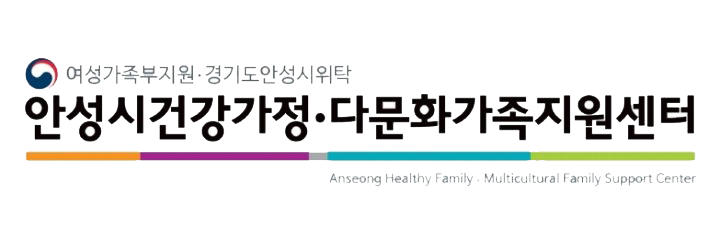 여성가족부지원·경기도안성시위탁
안성시건강가정·다문화가족지원센터
Anseong Healthy Family · Multicultural Family Support Center